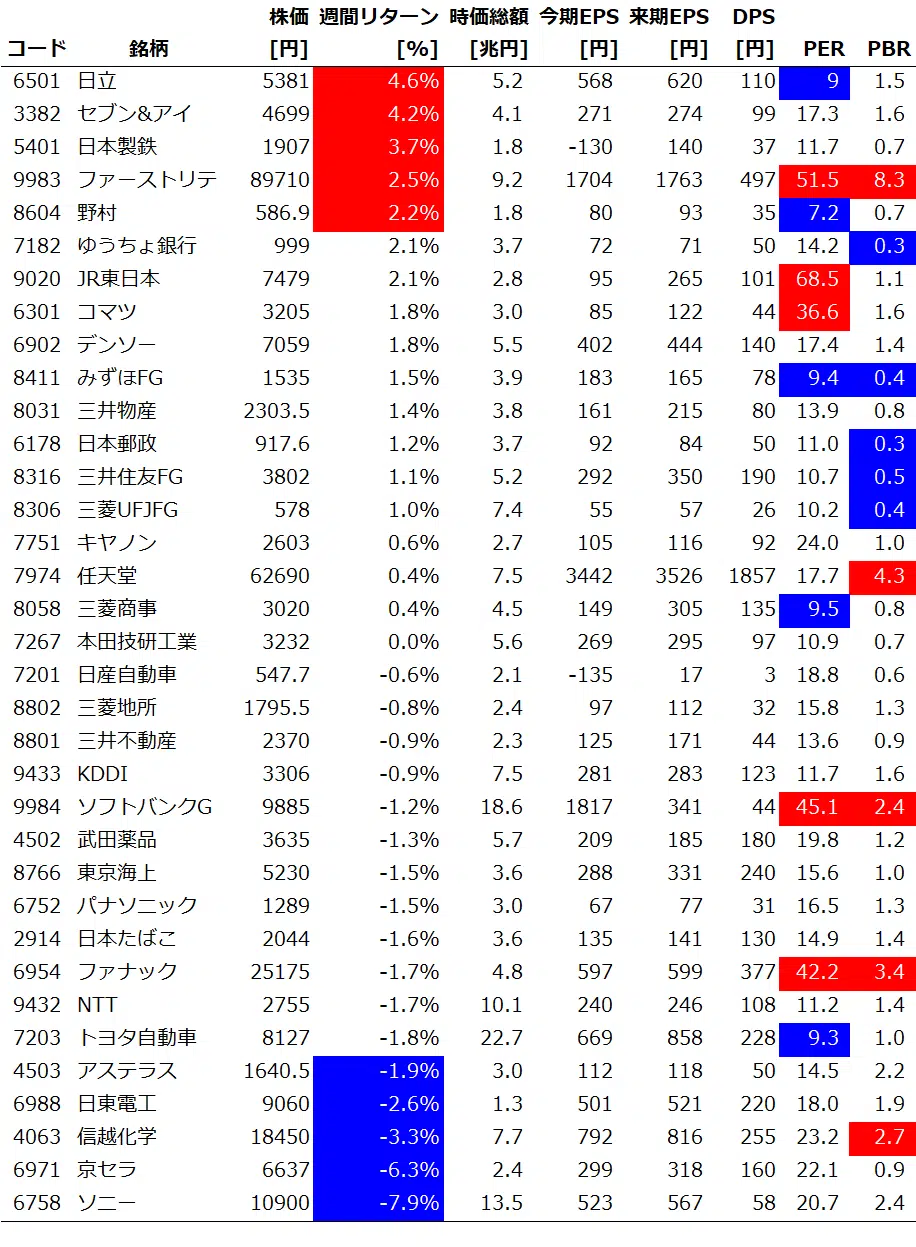 株価 週間リターン 時価総額 今期EPS 来期EPS DPS
コード 銘柄 [円] [%] [兆円] [円] [円] [円] PER PBR
6501 日立 5381 4.6% 5.2 568 620 110 9 1.5
3382 セブン&アイ 4699 4.2% 4.1 271 274 99 17.3 1.6
5401 日本製鉄 1907 3.7% 1.8 -130 140 37 11.7 0.7
9983 ファーストリテ 89710 2.5% 9.2 1704 1763 497 51.5 8.3
8604 野村 586.9 2.2% 1.8 80 93 35 7.2 0.7
7182 ゆうちょ銀行 999 2.1% 3.7 72 71 50 14.2 0.3
9020 JR東日本 7479 2.1% 2.8 95 265 101 68.5 1.1
6301 コマツ 3205 1.8% 3.0 85 122 44 36.6 1.6
6902 デンソー 7059 1.8% 5.5 402 444 140 17.4 1.4
8411 みずほFG 1535 1.5% 3.9 183 165 78 9.4 0.4
8031 三井物産 2303.5 1.4% 3.8 161 215 80 13.9 0.8
6178 日本郵政 917.6 1.2% 3.7 92 84 50 11.0 0.3
8316 三井住友FG 3802 1.1% 5.2 292 350 190 10.7 0.5
8306 三菱UFJFG 578 1.0% 7.4 55 57 26 10.2 0.4
7751 キヤノン 2603 0.6% 2.7 105 116 92 24.0 1.0
7974 任天堂 62690 0.4% 7.5 3442 3526 1857 17.7 4.3
8058 三菱商事 3020 0.4% 4.5 149 305 135 9.5 0.8
7267 本田技研工業 3232 0.0% 5.6 269 295 97 10.9 0.7
7201 日産自動車 547.7 -0.6% 2.1 -135 17 3 18.8 0.6
8802 三菱地所 1795.5 -0.8% 2.4 97 112 32 15.8 1.3
8801 三井不動産 2370 -0.9% 2.3 125 171 44 13.6 0.9
9433 KDDI 3306 -0.9% 7.5 281 283 123 11.7 1.6
9984 ソフトバンクG 9885 -1.2% 18.6 1817 341 44 45.1 2.4
4502 武田薬品 3635 -1.3% 5.7 209 185 180 19.8 1.2
8766 東京海上 5230 -1.5% 3.6 288 331 240 15.6 1.0
6752 パナソニック 1289 -1.5% 3.0 67 77 31 16.5 1.3
2914 日本たばこ 2044 -1.6% 3.6 135 141 130 14.9 1.4
6954 ファナック 25175 -1.7% 4.8 597 599 377 42.2 3.4
9432 NTT 2755 -1.7% 10.1 240 246 108 11.2 1.4
7203 トヨタ自動車 8127 -1.8% 22.7 669 858 228 9.3 1.0
4503 アステラス 1640.5 -1.9% 3.0 112 118 50 14.5 2.2
6988 日東電工 9060 -2.6% 1.3 501 521 220 18.0 1.9
4063 信越化学 18450 -3.3% 7.7 792 816 255 23.2 2.7
6971 京セラ 6637 -6.3% 2.4 299 318 160 22.1 0.9
6758 ソニー 10900 -7.9% 13.5 523 567 58 20.7 2.4